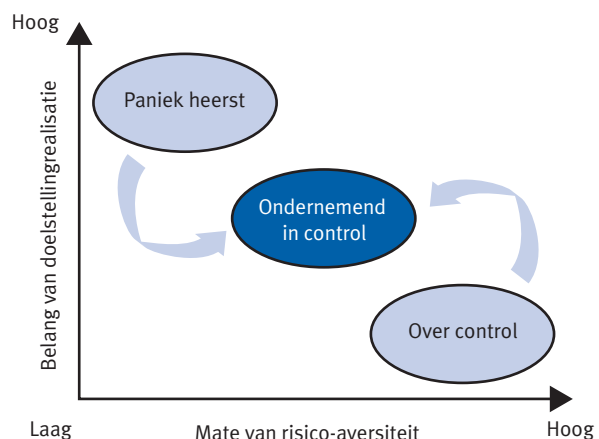 Hoog
Belang van doelstellingrealisatie
Paniek heerst
Ondernemend
in control
Over control
Laag
Mate van risico-aversiteit
Hoog